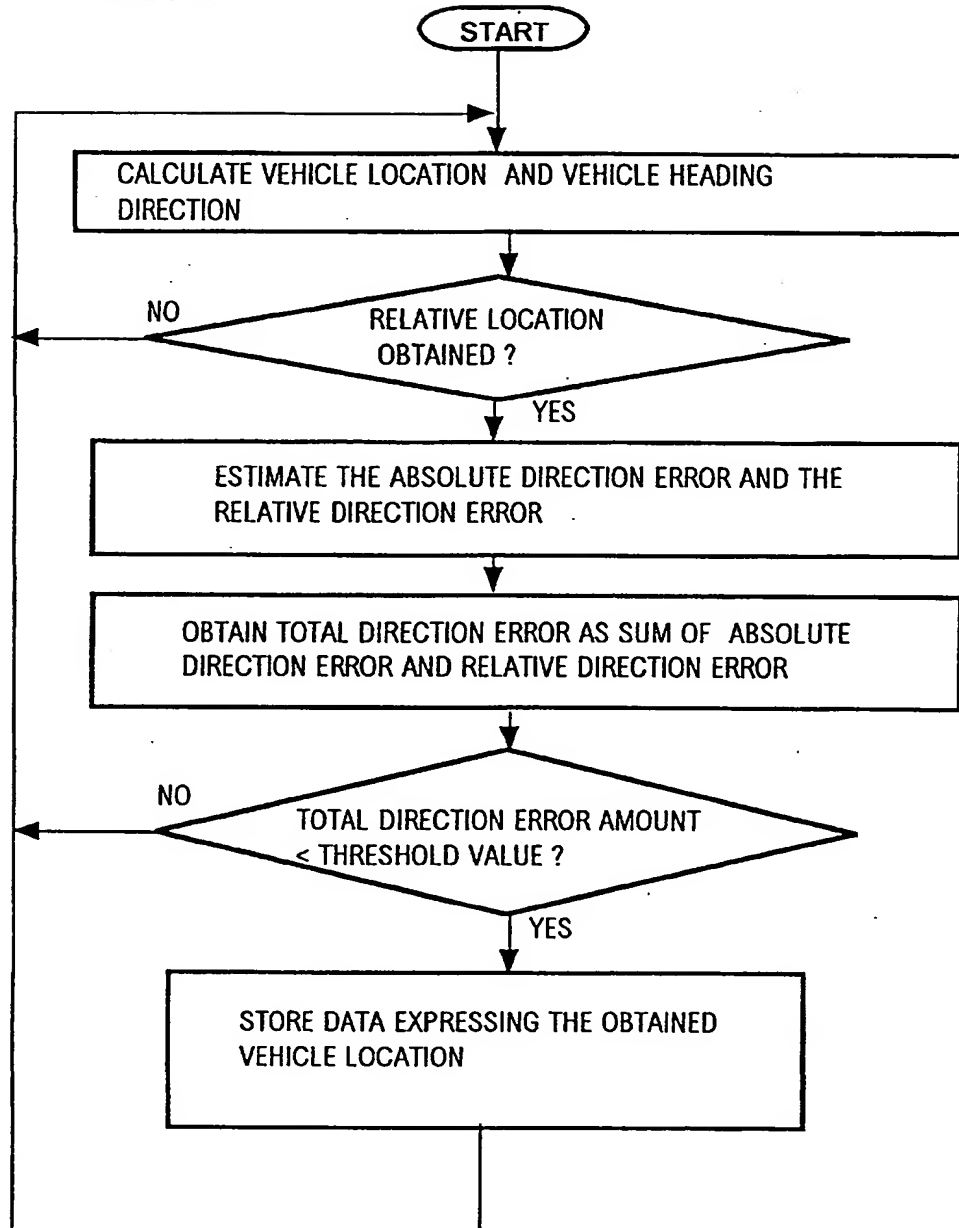 START
CALCULATE VEHICLE LOCATION AND VEHICLE HEADING
DIRECTION
NO
RELATIVE LOCATION
OBTAINED ?
YES
ESTIMATE THE ABSOLUTE DIRECTION ERROR AND THE
RELATIVE DIRECTION ERROR
OBTAIN TOTAL DIRECTION ERROR AS SUM OF ABSOLUTE
DIRECTION ERROR AND RELATIVE DIRECTION ERROR
NO
TOTAL DIRECTION ERROR AMOUNT
< THRESHOLD VALUE ?
YES
STORE DATA EXPRESSING THE OBTAINED
VEHICLE LOCATION